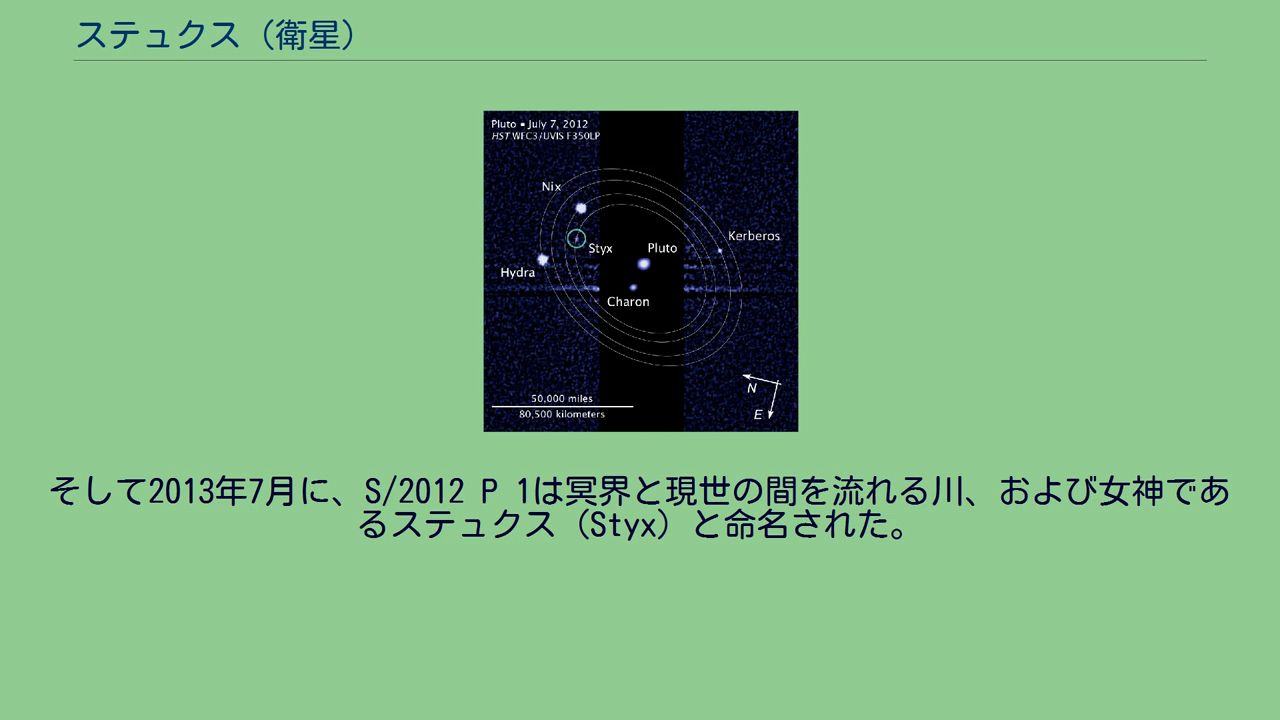 ステュクス（衛星）
Pluto ▪ July 7, 2012
HST WFC3/UVIS F350LP
Nix
Kerberos
Styx
Pluto
Hydra
Charon
N
50,000 miles
80,500 kilometers
E
そして2013年7月に、S/2012 P 1は冥界と現世の間を流れる川、および女神であ
るステュクス（Styx）と命名された。